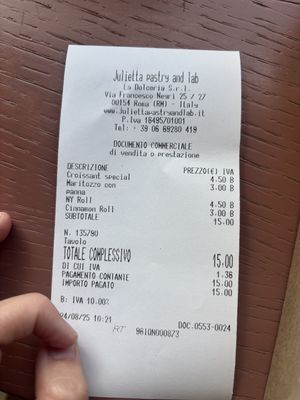 Julietta pastry and lab
La Dolceria S.r.l.
Via Francesco Negri 25 / 27
00154 Roma (RM) - Italy
www.juliettapastryandlab.it
P.Iva 16495701001
Tel: + 39 06 69280 419
DOCUMENTO COMMERCIALE
di vendita o prestazione
DESCRIZIONE PREZZO(€) IVA
Croissant special 4.50 B
Maritozzo con 3.00 B
panna
NY Roll 4.50 B
Cinnamon Roll 3.00 B
SUBTOTALE 15.00
N. 135790
Tavolo
TOTALE COMPLESSIVO 15.00
DI CUI IVA 1.36
PAGAMENTO CONTANTE 15.00
IMPORTO PAGATO 15.00
B: IVA 10.00%
24/08/25 10:21 DOC.0553-0024
RT 96IQN000873